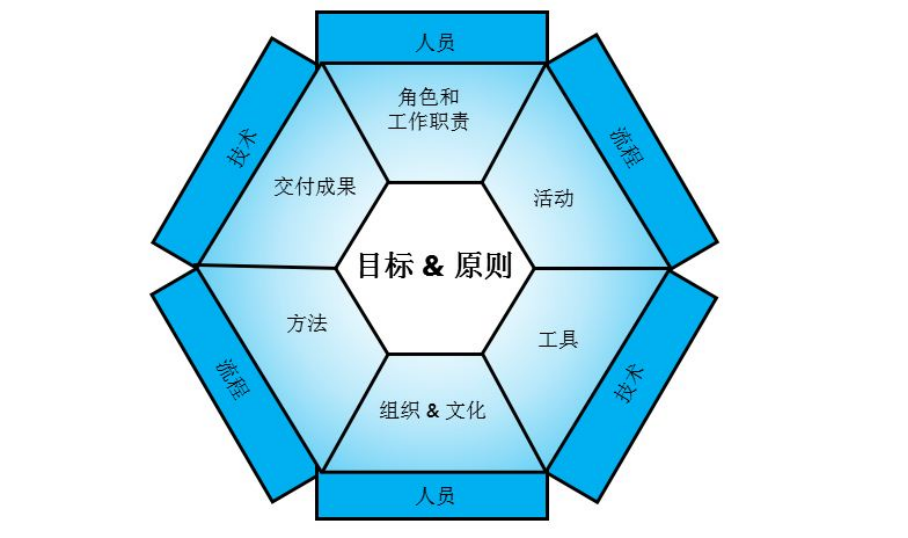 人员
技术
流程
角色和
工作职责
交付成果
活动
目标 & 原则
方法
工具
流程
技术
组织 & 文化
人员